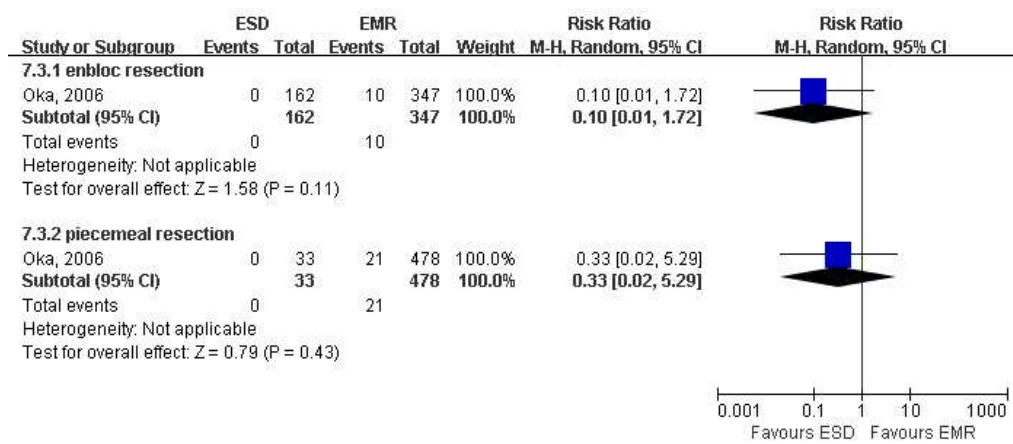 ESD EMR Risk Ratio Risk Ratio
Study or Subgroup Events Total Events Total Weight M-H, Random, 95% CI M-H, Random, 95% CI
7.3.1 enbloc resection
Oka, 2006 0 162 10 347 100.0% 0.10 [0.01, 1.72]
Subtotal (95% CI) 162 347 100.0% 0.10 [0.01, 1.72]
Total events 0 10
Heterogeneity: Not applicable
Test for overall effect: Z = 1.58 (P = 0.11)
7.3.2 piecemeal resection
Oka, 2006 0 33 21 478 100.0% 0.33 [0.02, 5.29]
Subtotal (95% CI) 33 478 100.0% 0.33 [0.02, 5.29]
Total events 0 21
Heterogeneity: Not applicable
Test for overall effect: Z = 0.79 (P = 0.43)
0.001 0.1 1 10 1000
Favours ESD Favours EMR